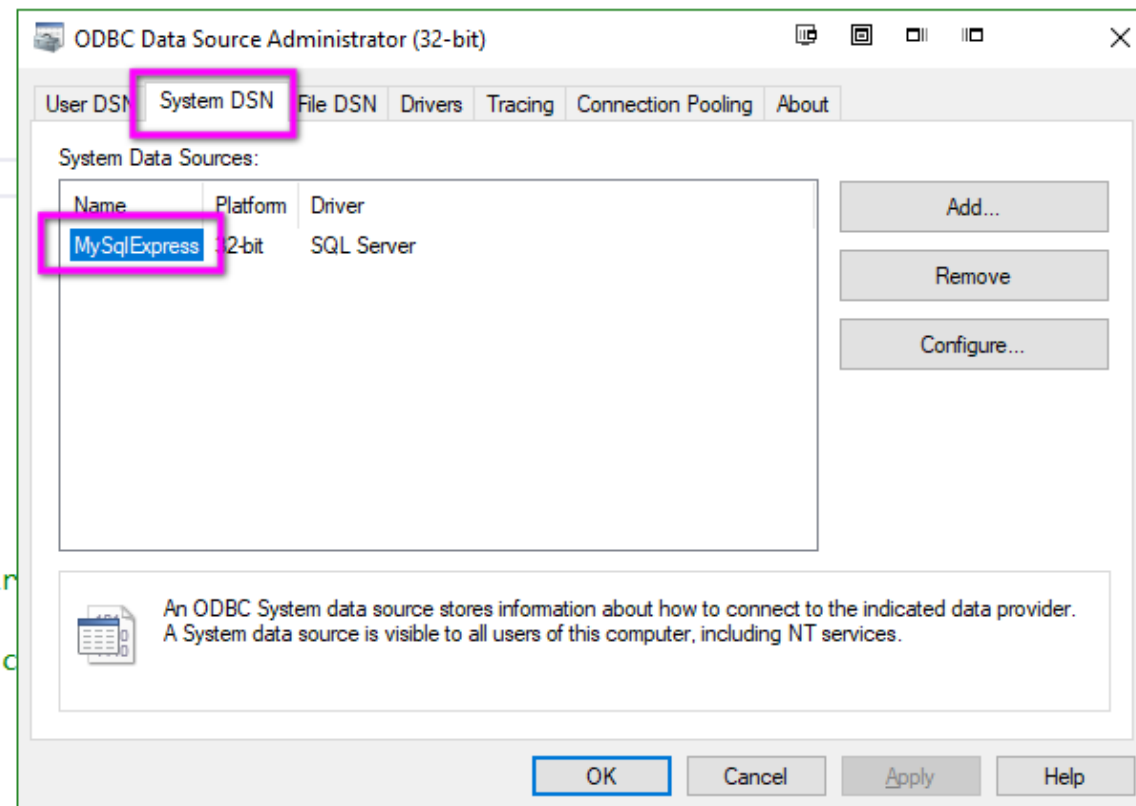 ODBC Data Source Administrator (32-bit)
User DSN System DSN File DSN Drivers Tracing Connection Pooling About
System Data Sources:
Name Platform Driver
MySqlExpress 32-bit SQL Server
Add...
Remove
Configure...
An ODBC System data source stores information about how to connect to the indicated data provider.
A System data source is visible to all users of this computer, including NT services.
OK Cancel Apply Help